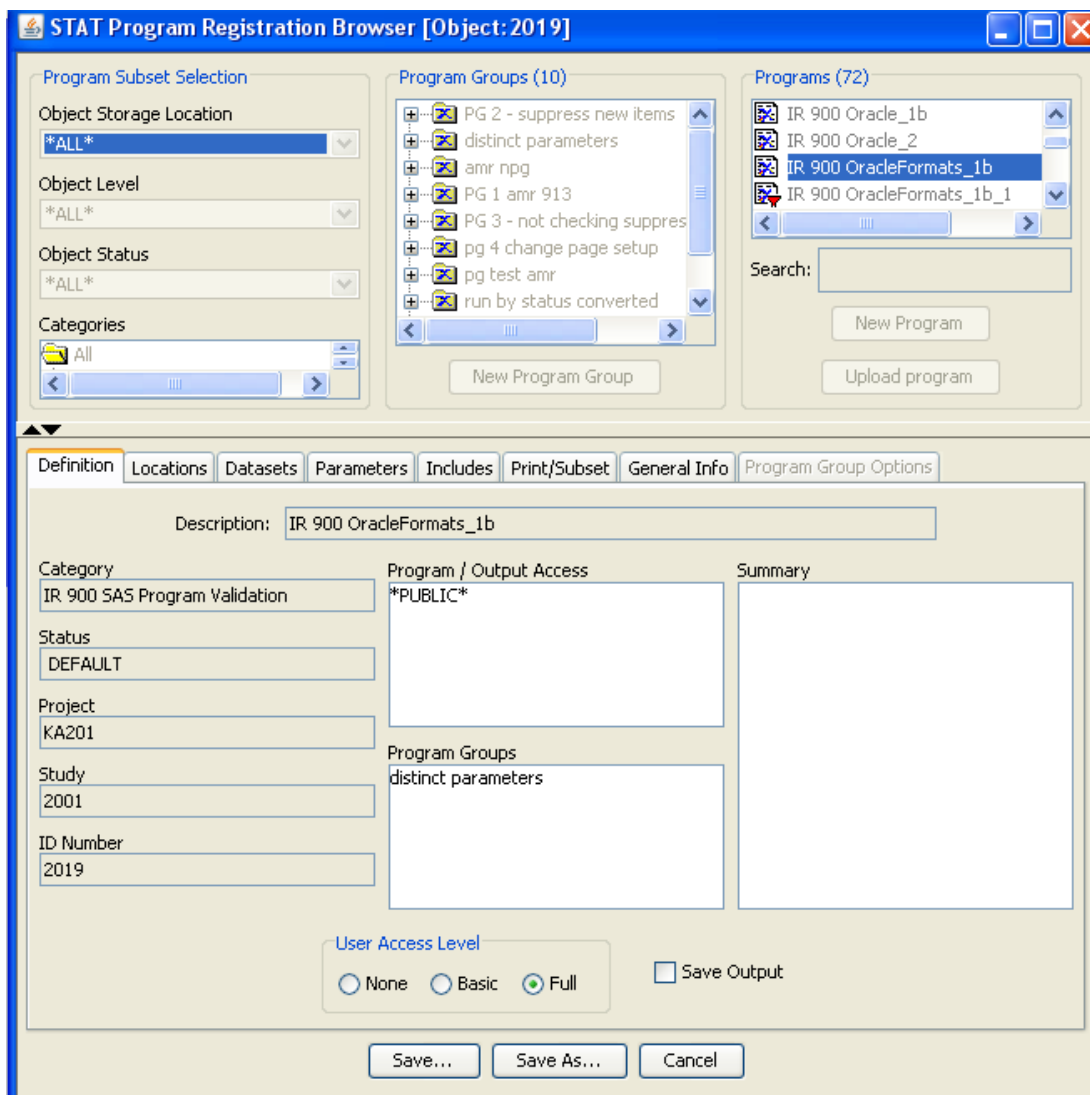 STAT Program Registration Browser [Object: 2019]
Program Subset Selection
Object Storage Location
*ALL*
Object Level
*ALL*
Object Status
*ALL*
Categories
All
Program Groups (10)
PG 2 - suppress new items
distinct parameters
amr npg
PG 1 amr 913
PG 3 - not checking suppres
pg 4 change page setup
pg test amr
run by status converted
New Program Group
Programs (72)
IR 900 Oracle_1b
IR 900 Oracle_2
IR 900 OracleFormats_1b
IR 900 OracleFormats_1b_1
Search:
New Program
Upload program
Definition
Locations
Datasets
Parameters
Includes
Print/Subset
General Info
Program Group Options
Description: IR 900 OracleFormats_1b
Category
IR 900 SAS Program Validation
Status
DEFAULT
Project
KA201
Study
2001
ID Number
2019
Program / Output Access
*PUBLIC*
Program Groups
distinct parameters
Summary
User Access Level
None
Basic
Full
Save Output
Save...
Save As...
Cancel